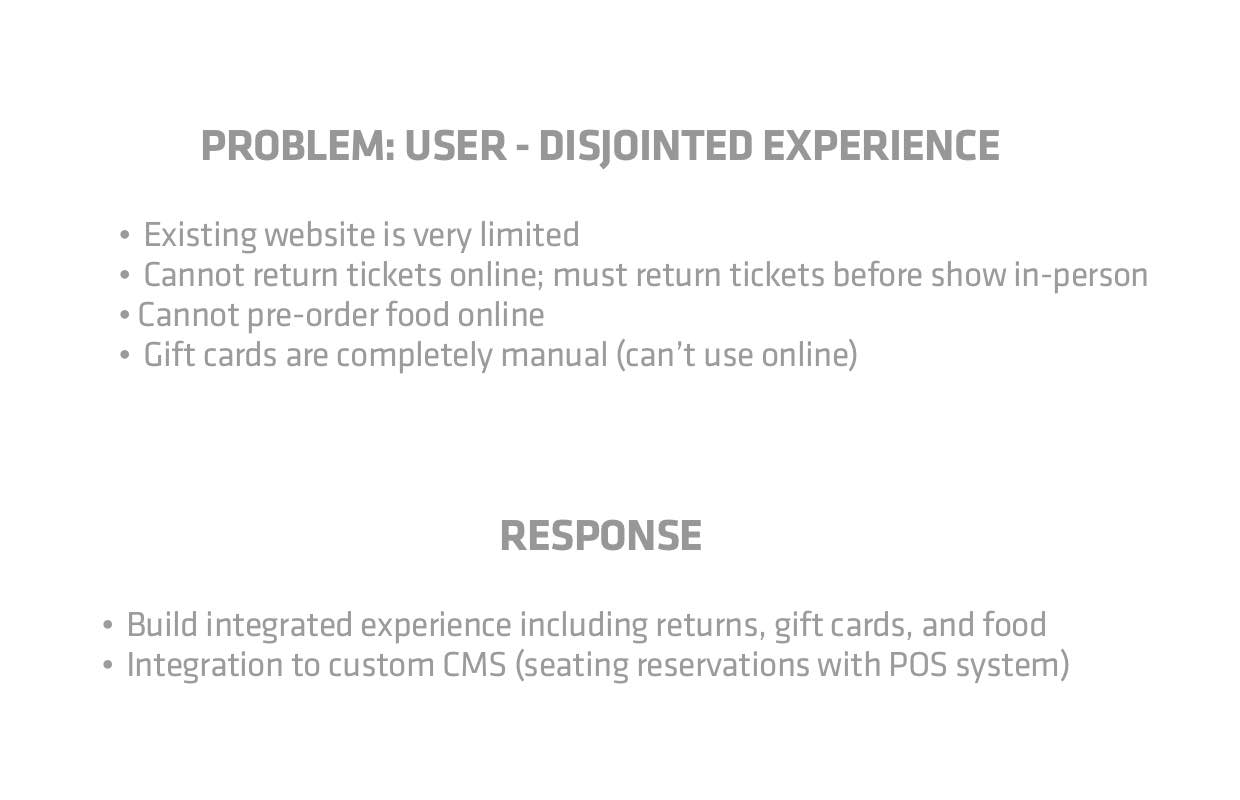 PROBLEM: USER - DISJOINTED EXPERIENCE
• Existing website is very limited
• Cannot return tickets online; must return tickets before show in-person
• Cannot pre-order food online
• Gift cards are completely manual (can’t use online)
RESPONSE
• Build integrated experience including returns, gift cards, and food
• Integration to custom CMS (seating reservations with POS system)